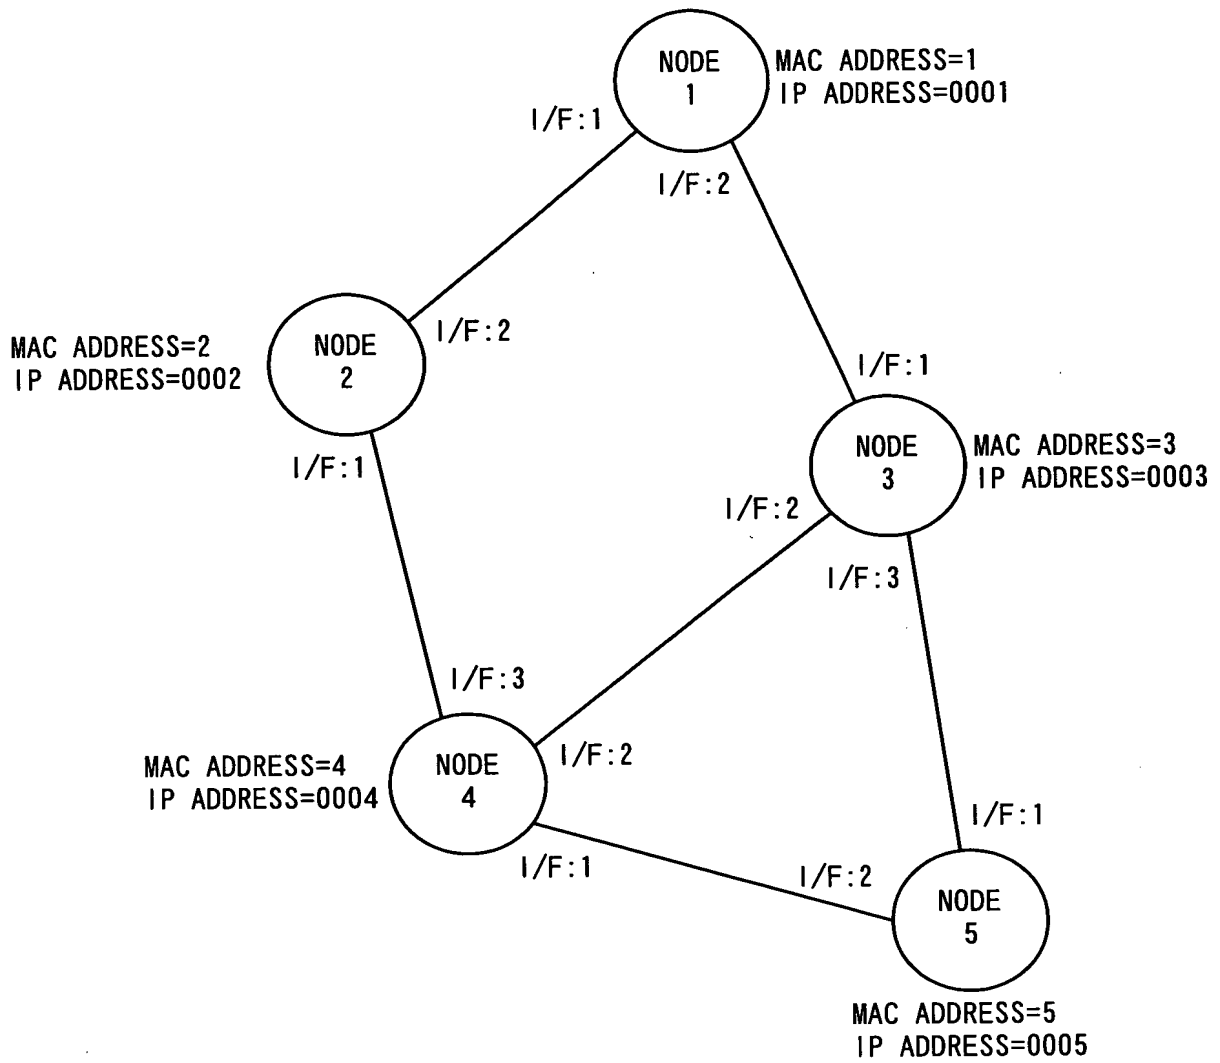 NODE
1
MAC ADDRESS=1
IP ADDRESS=0001
I/F:1
I/F:2
I/F:2
NODE
2
MAC ADDRESS=2
IP ADDRESS=0002
I/F:1
I/F:1
NODE
3
MAC ADDRESS=3
IP ADDRESS=0003
I/F:2
I/F:3
I/F:3
NODE
4
MAC ADDRESS=4
IP ADDRESS=0004
I/F:2
I/F:1
I/F:1
I/F:2
NODE
5
MAC ADDRESS=5
IP ADDRESS=0005